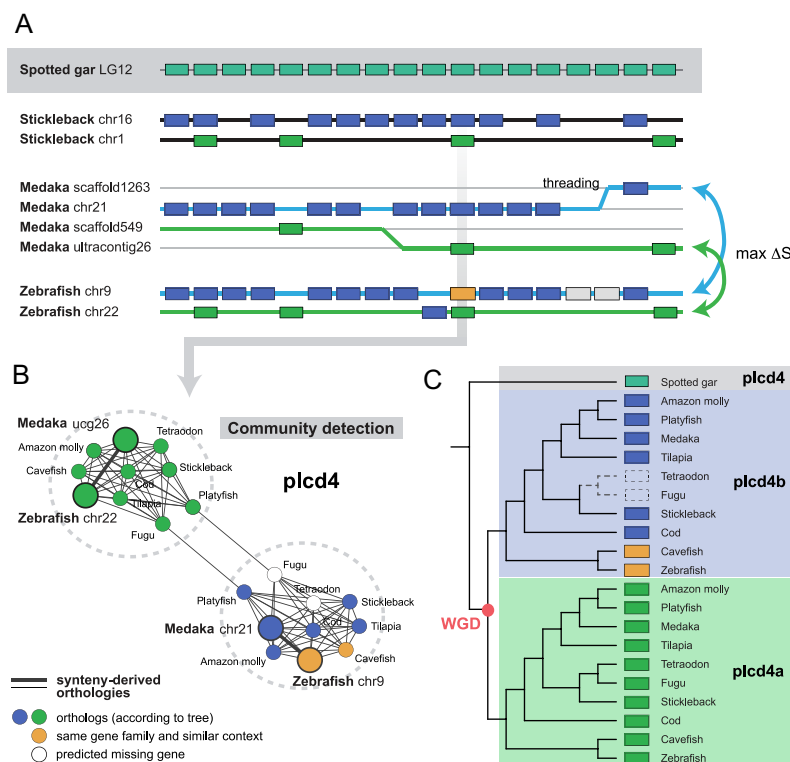 A
Spotted gar LG12
Stickleback chr16
Stickleback chr1
Medaka scaffold1263
threading
Medaka chr21
Medaka scaffold549
Medaka ultracontig26
max ΔS
Zebrafish chr9
Zebrafish chr22
B
Community detection
plcd4
Medaka ucg26
Tetraodon
Amazon molly
Cavefish
Stickleback
Cod
Platyfish
Tilapia
Zebrafish chr22
Fugu
Fugu
Platyfish
Tetraodon
Stickleback
Medaka chr21
Cod
Tilapia
Amazon molly
Cavefish
Zebrafish chr9
synteny-derived
orthologies
orthologs (according to tree)
same gene family and similar context
predicted missing gene
C
plcd4
Spotted gar
Amazon molly
Platyfish
Medaka
Tilapia
Tetraodon
plcd4b
Fugu
Stickleback
Cod
Cavefish
Zebrafish
WGD
Amazon molly
Platyfish
Medaka
Tilapia
Tetraodon
plcd4a
Fugu
Stickleback
Cod
Cavefish
Zebrafish